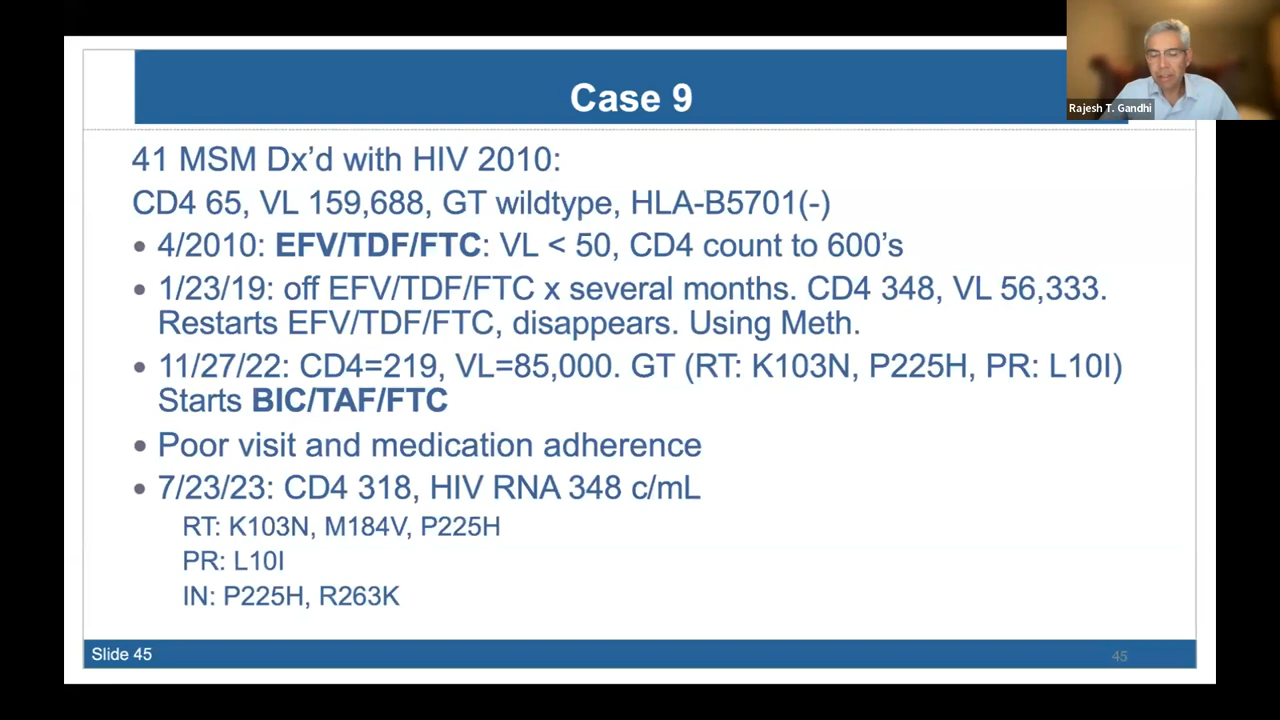 Case 9
Rajesh T. Gandhi
41 MSM Dx'd with HIV 2010:
CD4 65, VL 159,688, GT wildtype, HLA-B5701(-)
• 4/2010: EFV/TDF/FTC: VL < 50, CD4 count to 600's
• 1/23/19: off EFV/TDF/FTC x several months. CD4 348, VL 56,333.
Restarts EFV/TDF/FTC, disappears. Using Meth.
• 11/27/22: CD4=219, VL=85,000. GT (RT: K103N, P225H, PR: L10I)
Starts BIC/TAF/FTC
• Poor visit and medication adherence
• 7/23/23: CD4 318, HIV RNA 348 c/mL
RT: K103N, M184V, P225H
PR: L10I
IN: P225H, R263K
Slide 45
45